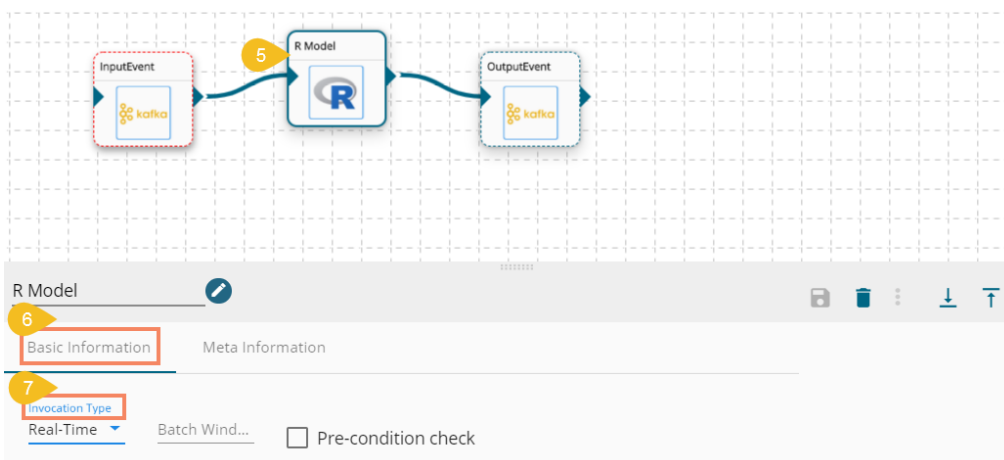 R Model
5
InputEvent
OutputEvent
R
kafka
kafka
R Model
6
Basic Information
Meta Information
7
Invocation Type
Real-Time
Batch Wind...
Pre-condition check